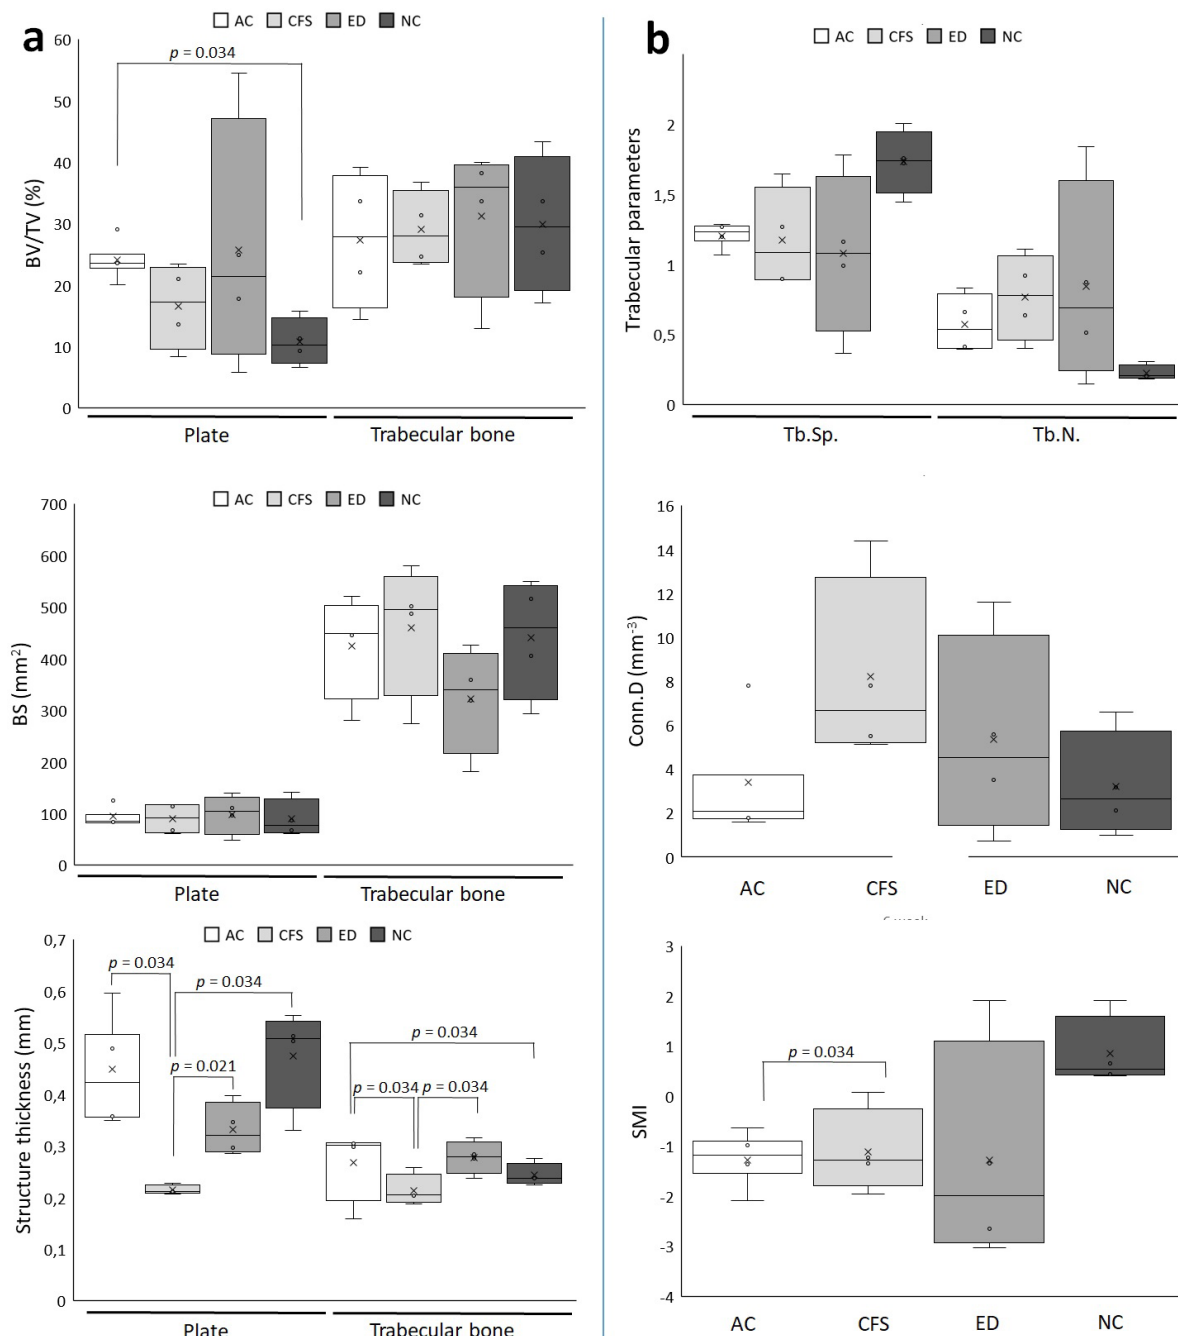 a
AC CFS ED NC
60
50
40
30
20
10
0
BV/TV (%)
p = 0.034
Plate
Trabecular bone
AC CFS ED NC
700
600
500
400
300
200
100
0
BS (mm²)
Plate
Trabecular bone
AC CFS ED NC
0,7
0,6
0,5
0,4
0,3
0,2
0,1
0
Structure thickness (mm)
p = 0.034
p = 0.034
p = 0.021
p = 0.034
p = 0.034
p = 0.034
Plate
Trabecular bone
b
AC CFS ED NC
2
1,5
1
0,5
0
Trabecular parameters
Tb.Sp.
Tb.N.
16
14
12
10
8
6
4
2
0
Conn.D (mm⁻³)
AC CFS ED NC
3
2
1
0
-1
-2
-3
-4
SMI
p = 0.034
AC CFS ED NC